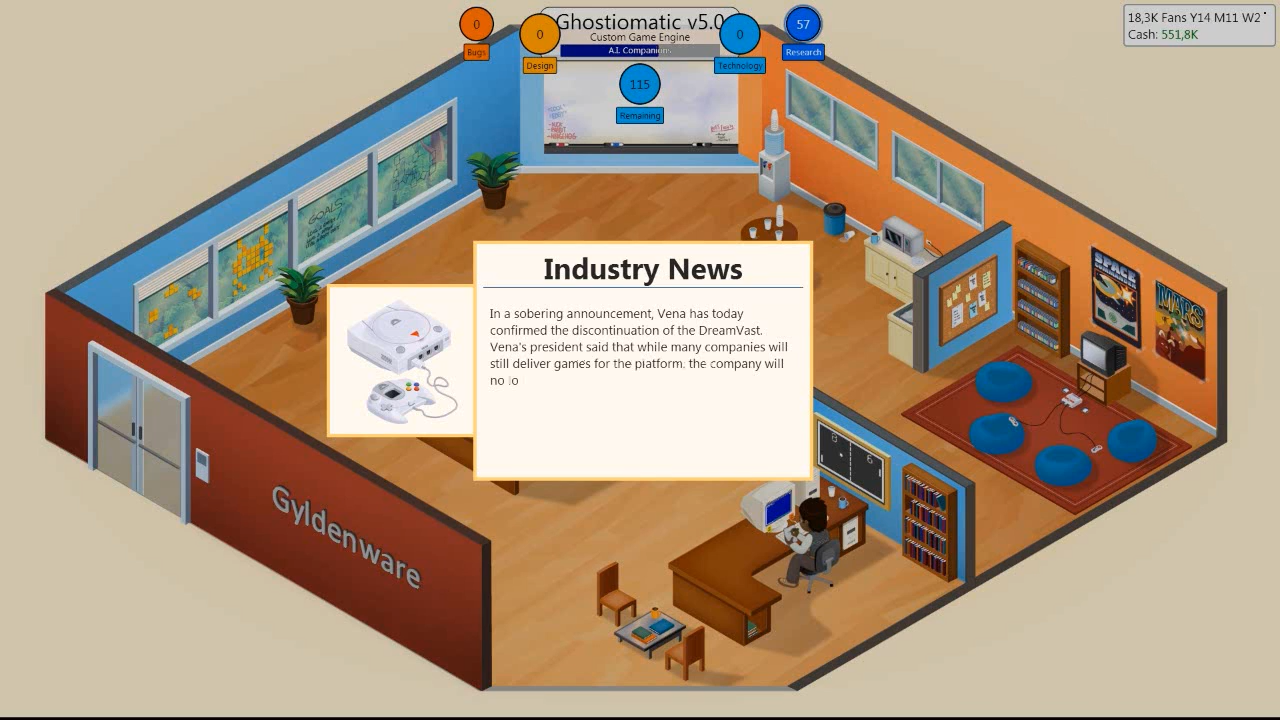 0
Bugs
0
Design
Ghostiomatic v5.0
Custom Game Engine
A.I. Companions
0
Technology
57
Research
115
Remaining
18,3K Fans Y14 M11 W2
Cash: 551,8K
GOALS
SPACE
MARS
Industry News
In a sobering announcement, Vena has today
confirmed the discontinuation of the DreamVast.
Vena's president said that while many companies will
still deliver games for the platform, the company will
no lo
Gyldenware